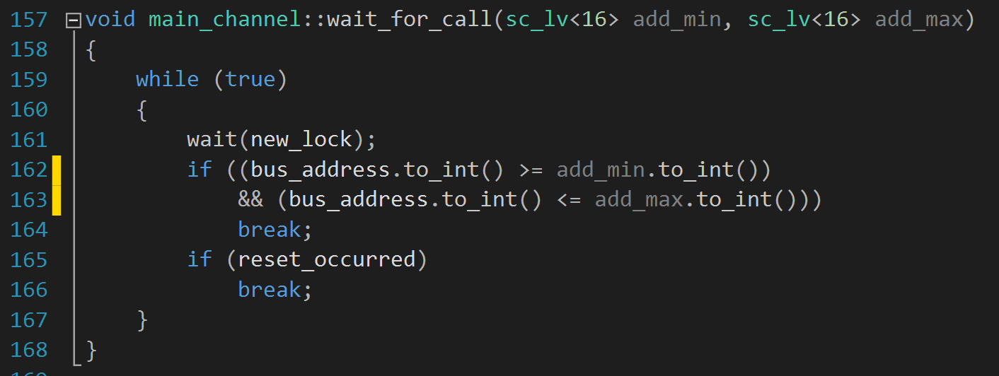 157 void main_channel::wait_for_call(sc_lv<16> add_min, sc_lv<16> add_max)
158 {
159 while (true)
160 {
161 wait(new_lock);
162 if ((bus_address.to_int() >= add_min.to_int())
163 && (bus_address.to_int() <= add_max.to_int()))
164 break;
165 if (reset_occurred)
166 break;
167 }
168 }